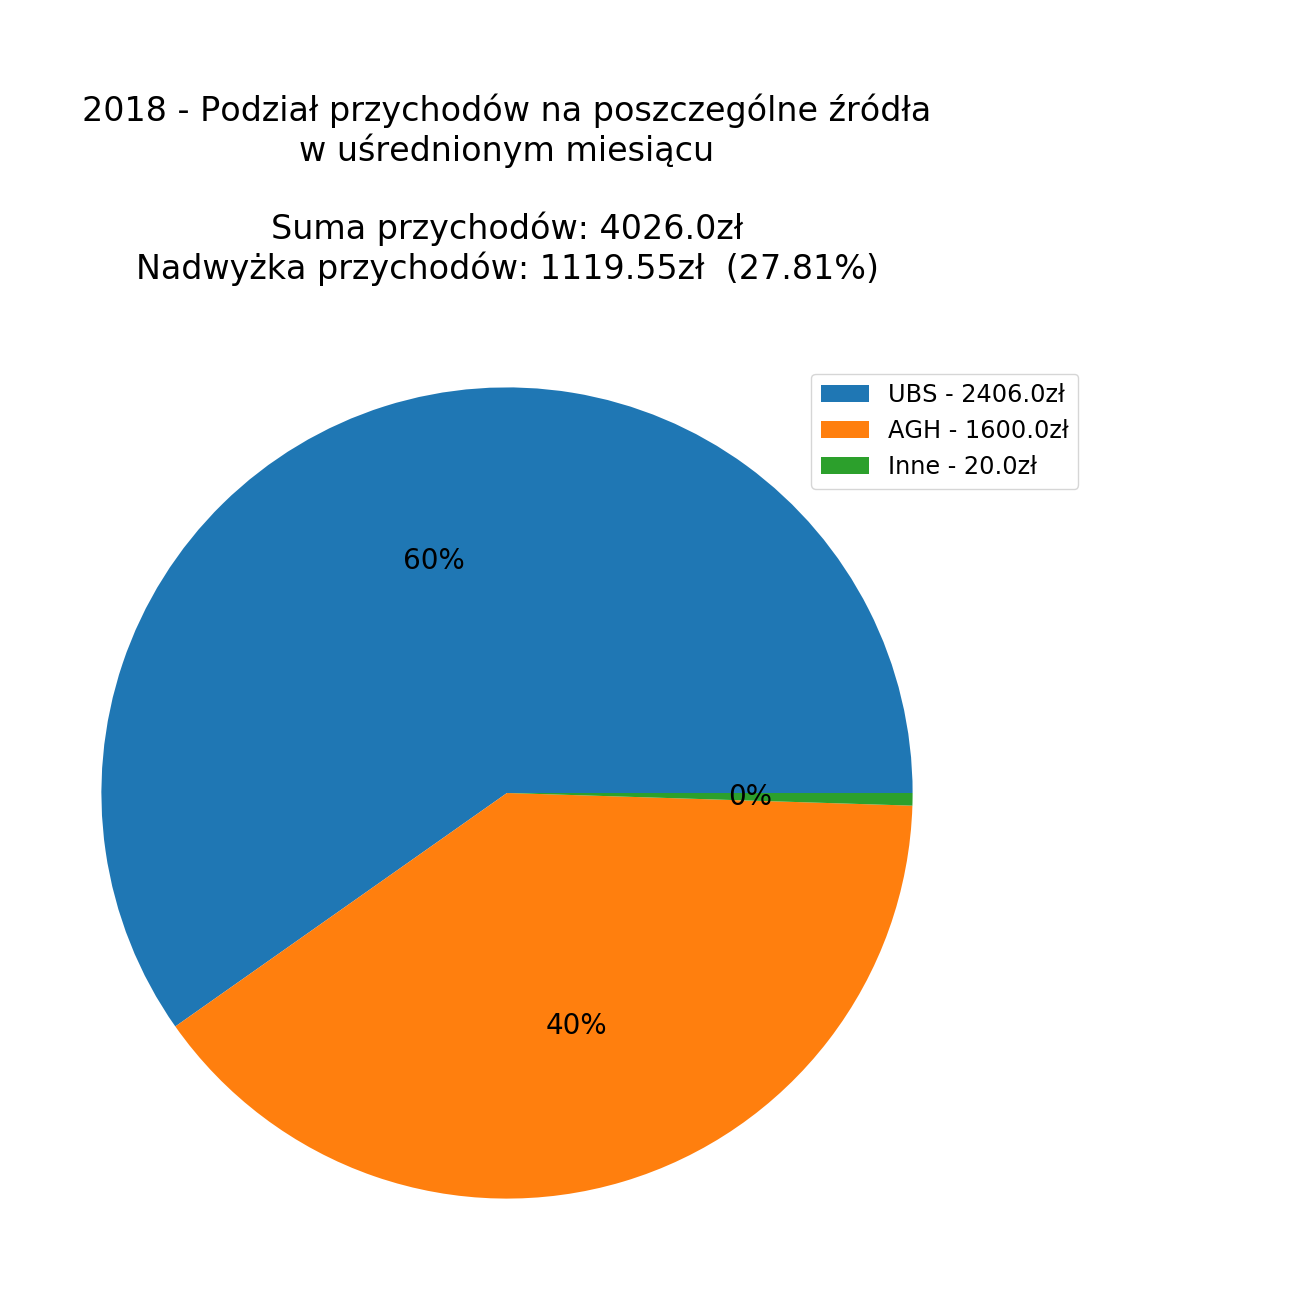 2018 - Podział przychodów na poszczególne źródła
w uśrednionym miesiącu
Suma przychodów: 4026.0zł
Nadwyżka przychodów: 1119.55zł  (27.81%)
UBS - 2406.0zł
AGH - 1600.0zł
Inne - 20.0zł
60%
0%
40%